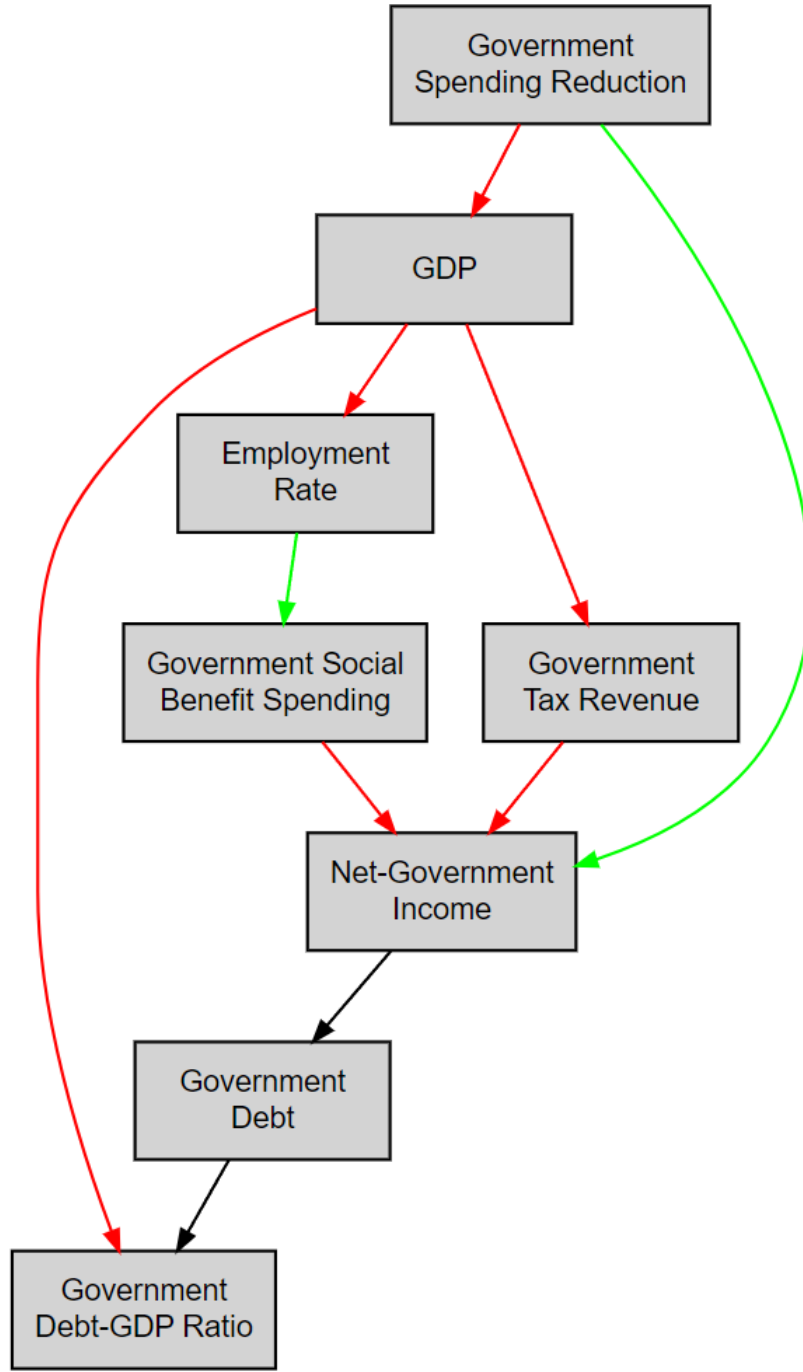 Government
Spending Reduction
GDP
Employment
Rate
Government Social
Benefit Spending
Government
Tax Revenue
Net-Government
Income
Government
Debt
Government
Debt-GDP Ratio